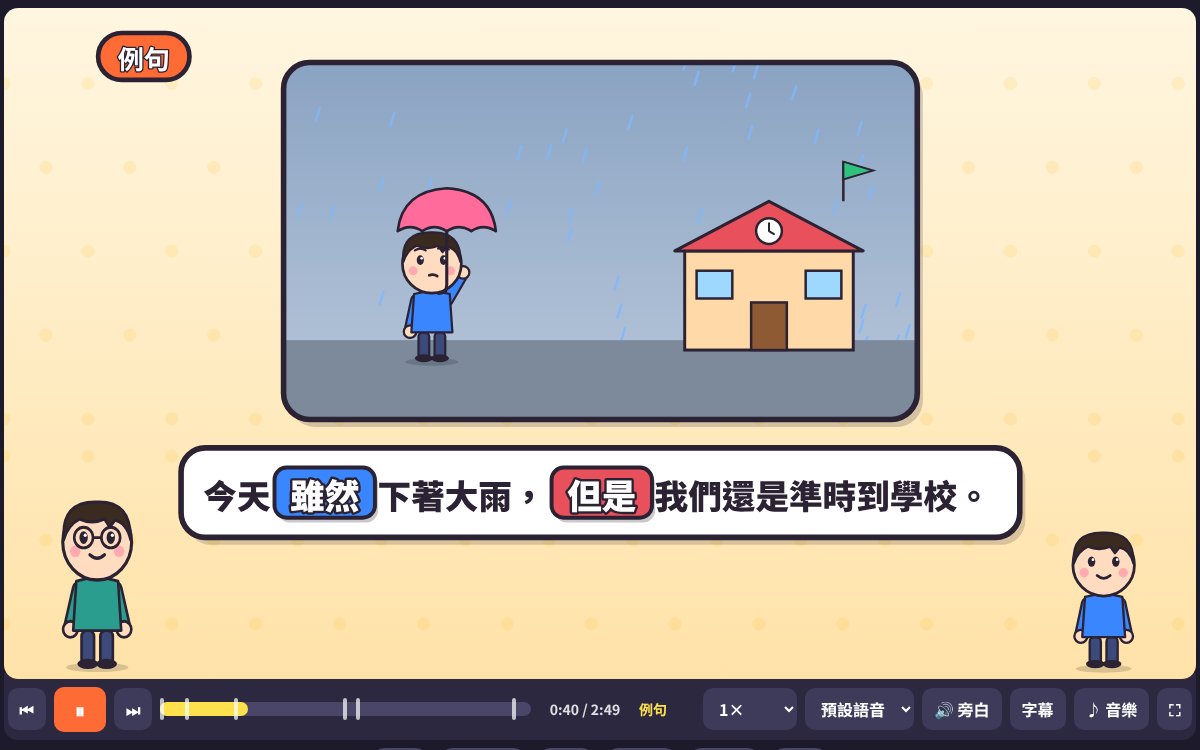 例句
今天雖然下著大雨，但是我們還是準時到學校。
0:40 / 2:49 例句 1× 預設語音 旁白 字幕 ♪ 音樂